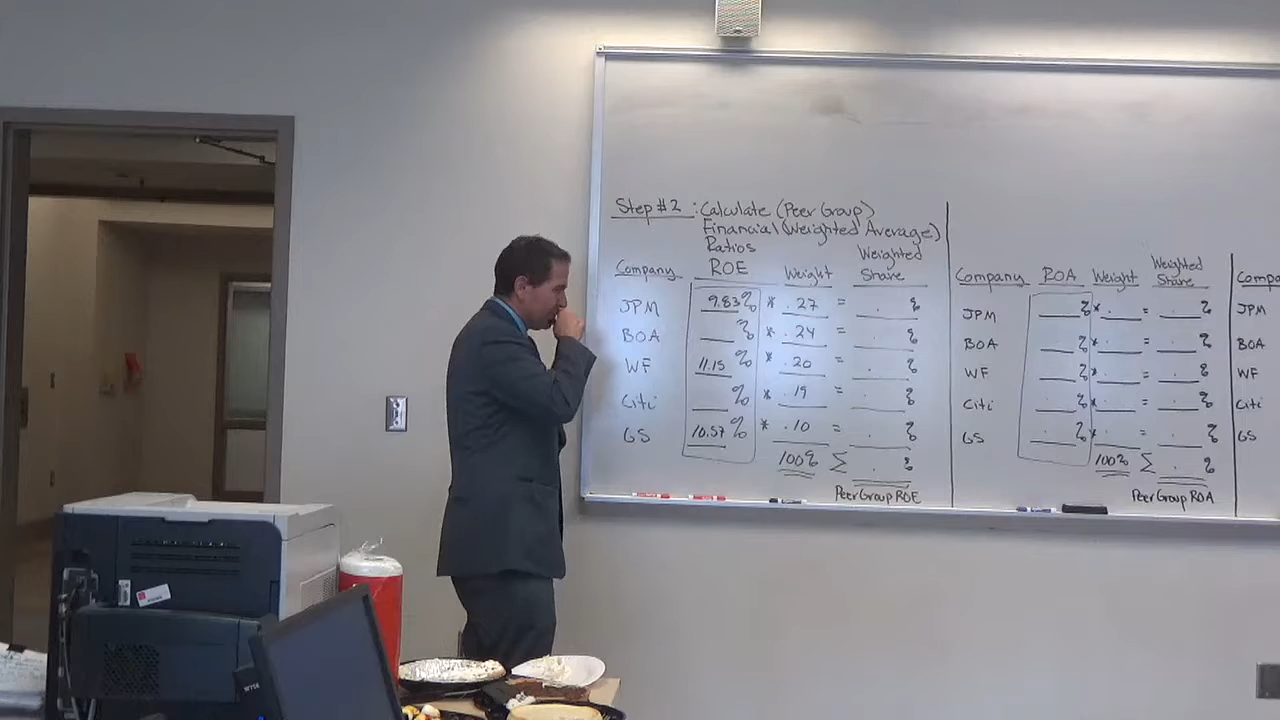 Step #2 : Calculate (Peer Group)
Financial (Weighted Average)
Ratios
Company ROE Weight Weighted Share
JPM 9.83% * .27 = . %
BOA % * .24 = . %
WF 11.15 % * .20 = . %
Citi % * .19 = . %
GS 10.57 % * .10 = . %
100% Σ . %
Peer Group ROE
Company ROA Weight Weighted Share
JPM % * . = . %
BOA % * . = . %
WF % * . = . %
Citi % * . = . %
GS % * . = . %
100% Σ . %
Peer Group ROA
Compa
JPM
BOA
WF
Citi
GS
WYSE